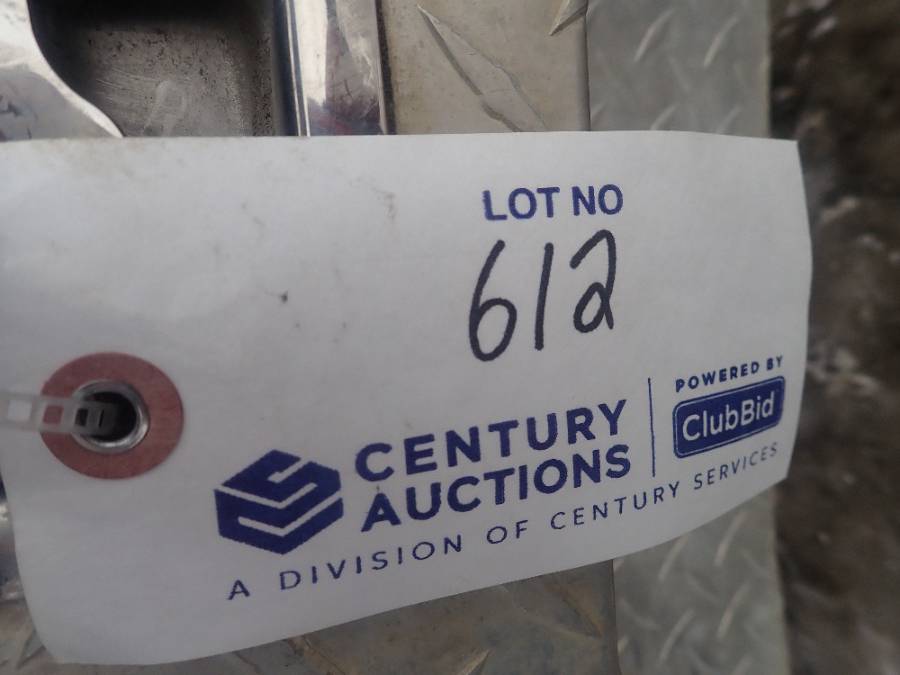 LOT NO
612
CENTURY
AUCTIONS
POWERED BY
ClubBid
A DIVISION OF CENTURY SERVICES